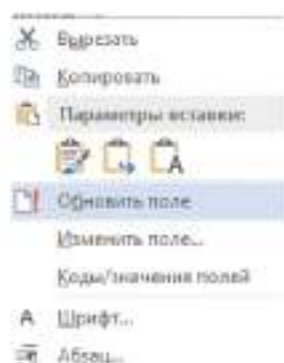 Вырезать
Копировать
Параметры вставки:
Обновить поле
Изменить поле...
Коды/значения полей
Шрифт...
Абзац...